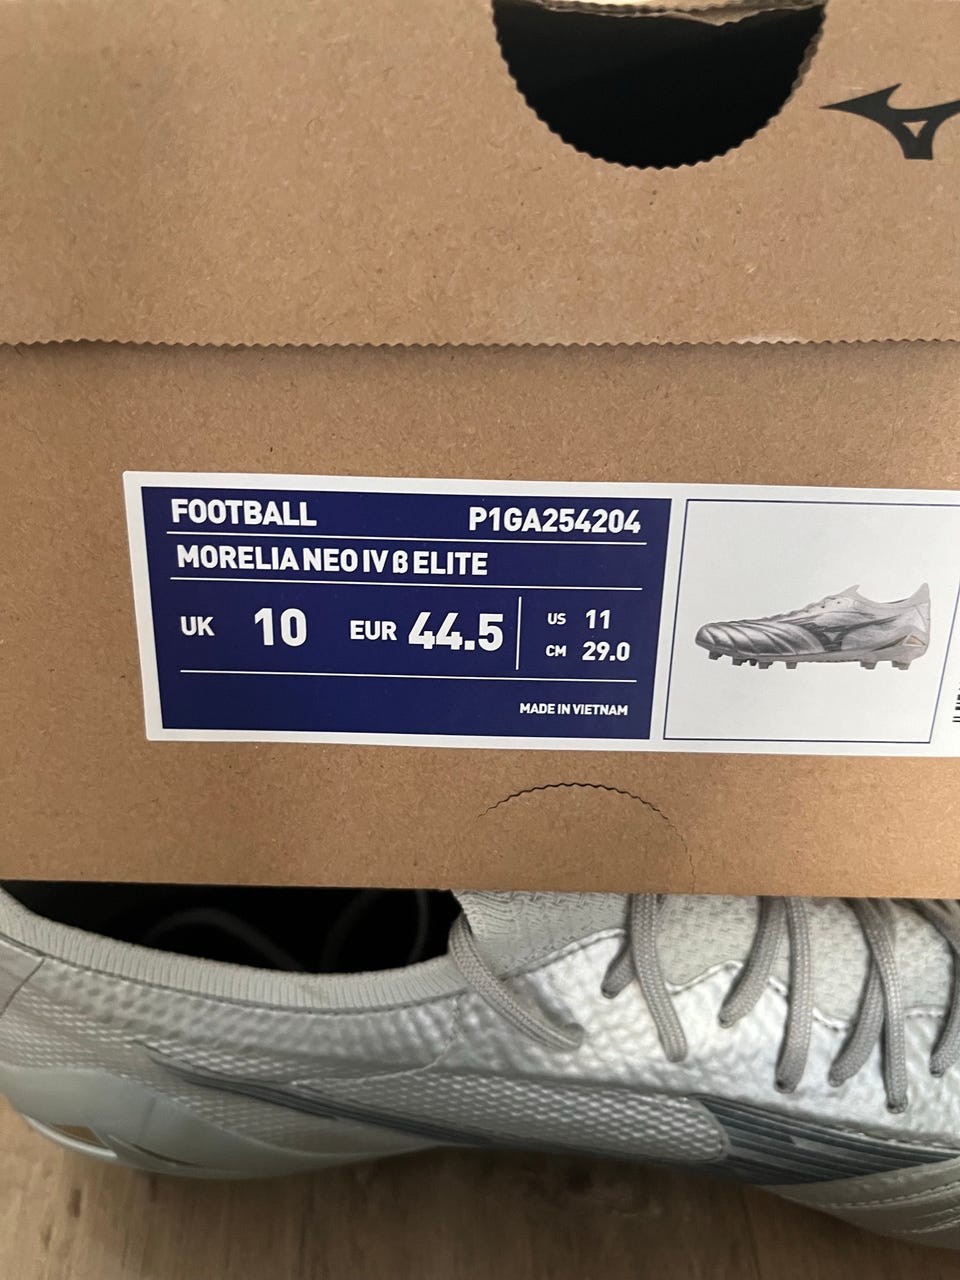 FOOTBALL P1GA254204
MORELIA NEO IV β ELITE
UK 10 EUR 44.5 US 11
CM 29.0
MADE IN VIETNAM